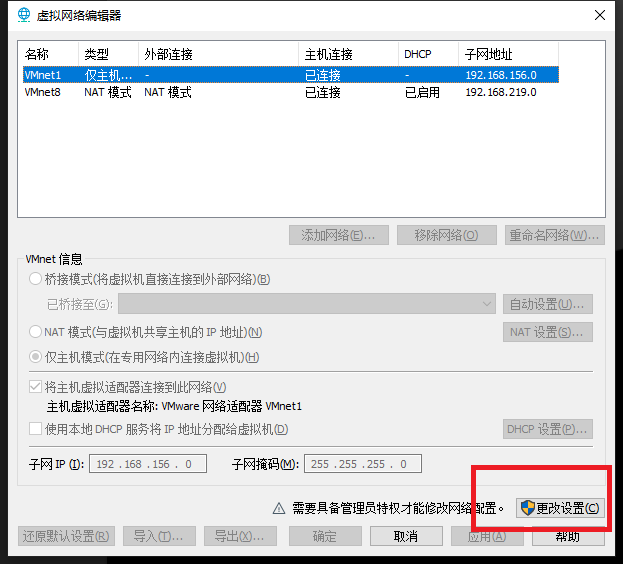 虚拟网络编辑器
名称 类型 外部连接 主机连接 DHCP 子网地址
VMnet1 仅主机... - 已连接 - 192.168.156.0
VMnet8 NAT 模式 NAT 模式 已连接 已启用 192.168.219.0
添加网络(E)... 移除网络(O) 重命名网络(W)...
VMnet 信息
桥接模式(将虚拟机直接连接到外部网络)(B)
已桥接至(G): 自动设置(U)...
NAT 模式(与虚拟机共享主机的 IP 地址)(N) NAT 设置(S)...
仅主机模式(在专用网络内连接虚拟机)(H)
将主机虚拟适配器连接到此网络(V)
主机虚拟适配器名称: VMware 网络适配器 VMnet1
使用本地 DHCP 服务将 IP 地址分配给虚拟机(D) DHCP 设置(P)...
子网 IP (I): 192 . 168 . 156 . 0 子网掩码(M): 255 . 255 . 255 . 0
需要具备管理员特权才能修改网络配置。 更改设置(C)
还原默认设置(R) 导入(T)... 导出(X)... 确定 取消 应用(A) 帮助